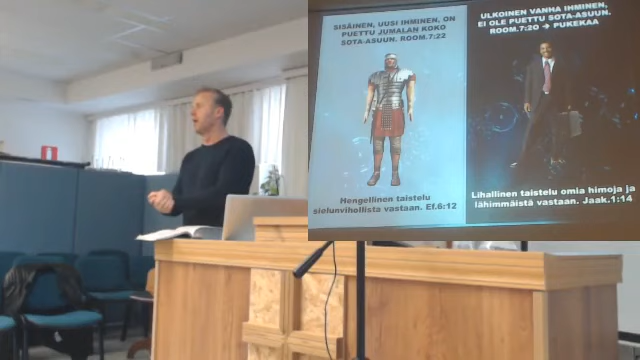 SISÄINEN, UUSI IHMINEN, ON
PUETTU JUMALAN KOKO
SOTA-ASUUN. ROOM.7:22
Hengellinen taistelu
sielunvihollista vastaan. Ef.6:12
ULKOINEN VANHA IHMINEN,
EI OLE PUETTU SOTA-ASUUN.
ROOM.7:20 → PUKEKAA
Lihallinen taistelu omia himoja ja
lähimmäistä vastaan. Jaak.1:14